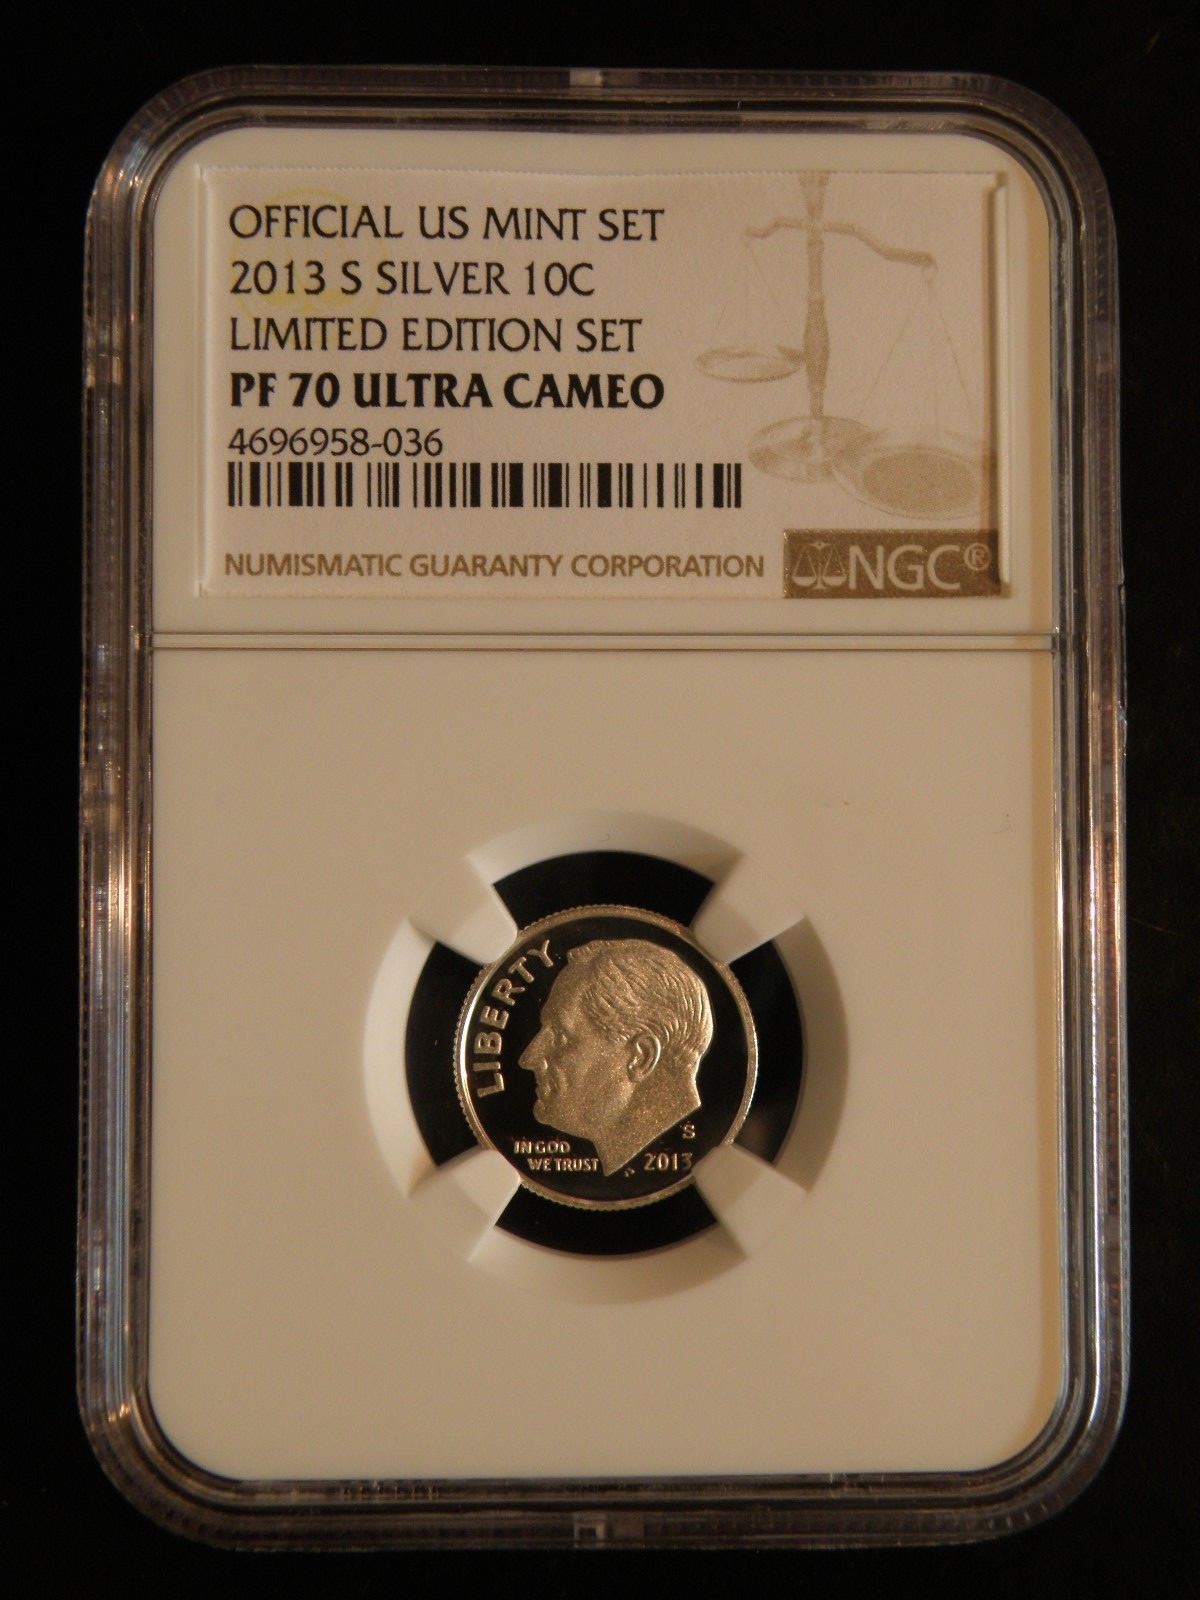 OFFICIAL US MINT SET
2013 S SILVER 10C
LIMITED EDITION SET
PF 70 ULTRA CAMEO
4696958-036
NUMISMATIC GUARANTY CORPORATION
NGC®
LIBERTY
IN GOD
WE TRUST
S
2013